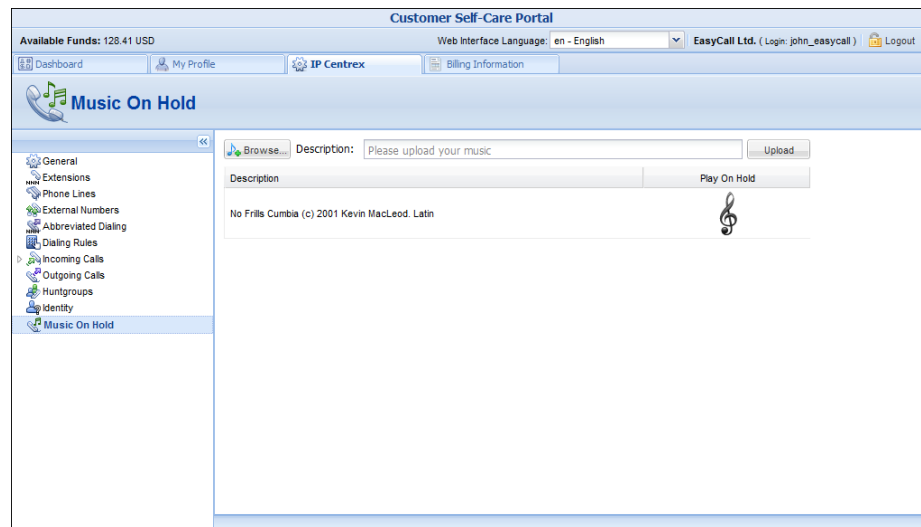 Customer Self-Care Portal
Available Funds: 128.41 USD
Web Interface Language: en - English
EasyCall Ltd. ( Login: john_easycall )
Logout
Dashboard
My Profile
IP Centrex
Billing Information
Music On Hold
General
Extensions
Phone Lines
External Numbers
Abbreviated Dialing
Dialing Rules
Incoming Calls
Outgoing Calls
Huntgroups
Identity
Music On Hold
Browse... Description: Please upload your music Upload
Description Play On Hold
No Frills Cumbia (c) 2001 Kevin MacLeod. Latin